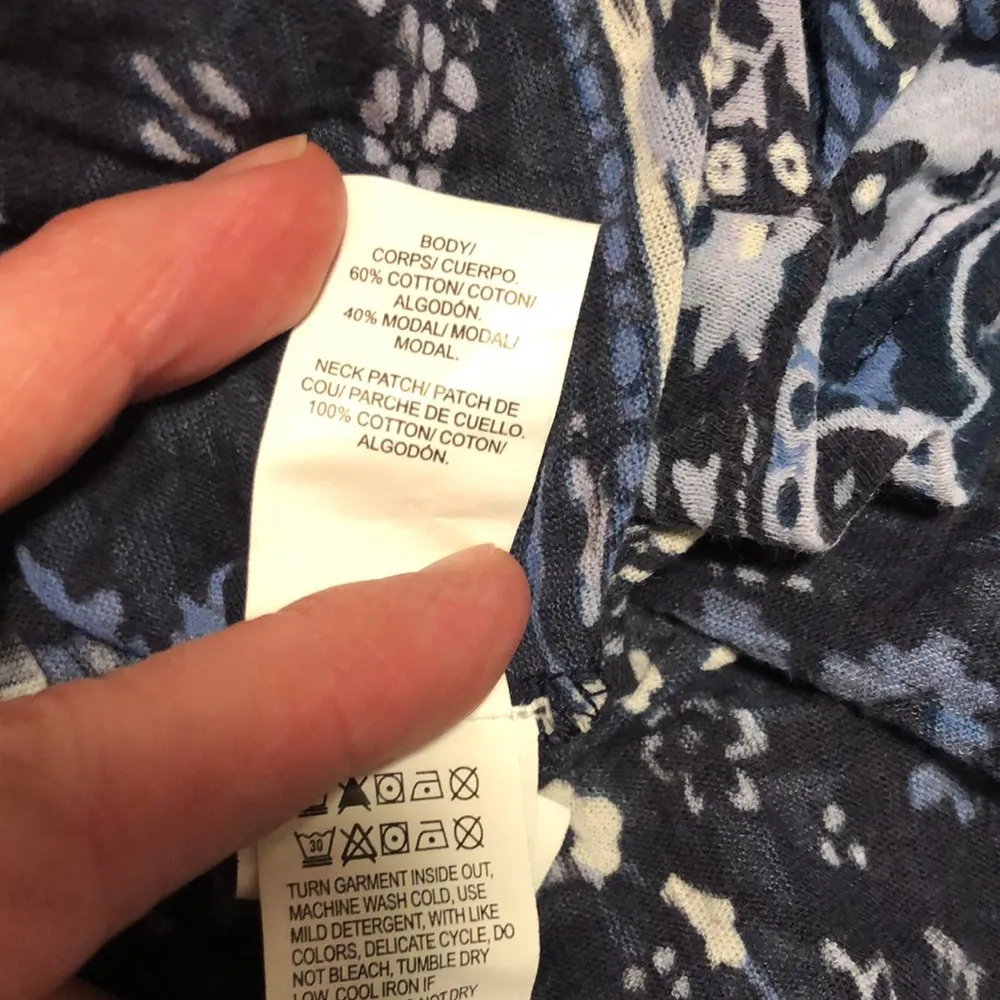 BODY/
CORPS/ CUERPO.
60% COTTON/ COTON/
ALGODÓN.
40% MODAL/ MODAL/
MODAL.
NECK PATCH/ PATCH DE
COU/ PARCHE DE CUELLO.
100% COTTON/ COTON/
ALGODÓN.
30
TURN GARMENT INSIDE OUT,
MACHINE WASH COLD, USE
MILD DETERGENT, WITH LIKE
COLORS, DELICATE CYCLE, DO
NOT BLEACH, TUMBLE DRY
LOW, COOL IRON IF
NOT DRY